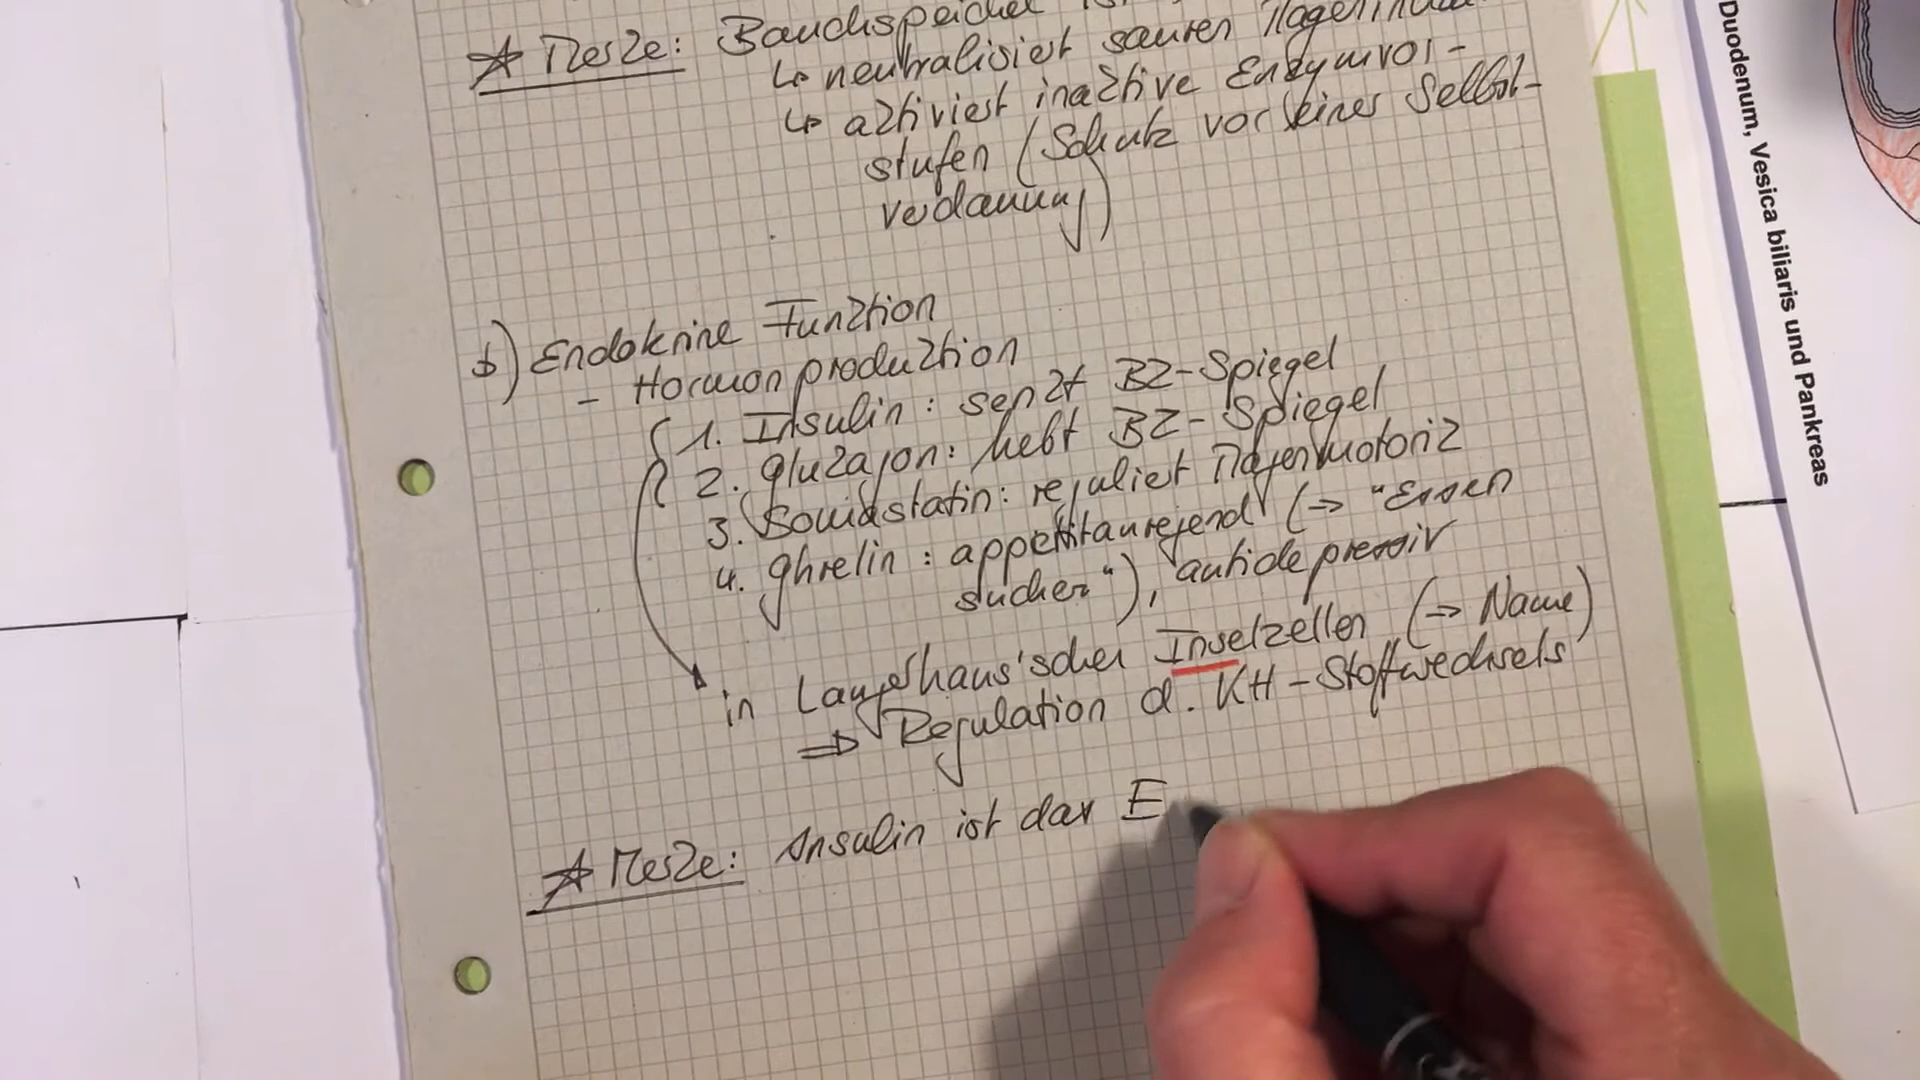 * Merke: Bauchspeichel
↳ neutralisiert sauren
↳ aktiviert inaktive Enzymvor-
stufen (Schutz vor einer Selbst-
verdauung)
b) Endokrine Funktion
- Hormonproduktion
1. Insulin: senkt BZ-Spiegel
2. Glukagon: hebt BZ-Spiegel
3. Somatostatin: reguliert Magenmotorik
4. Ghrelin: appetitanregend (→ "Essen
suchen"), antidepressiv
in Langerhans'schen Inselzellen (→ Name)
⇒ Regulation d. KH-Stoffwechsels
* Merke: Insulin ist das E
Duodenum, Vesica biliaris und Pankreas